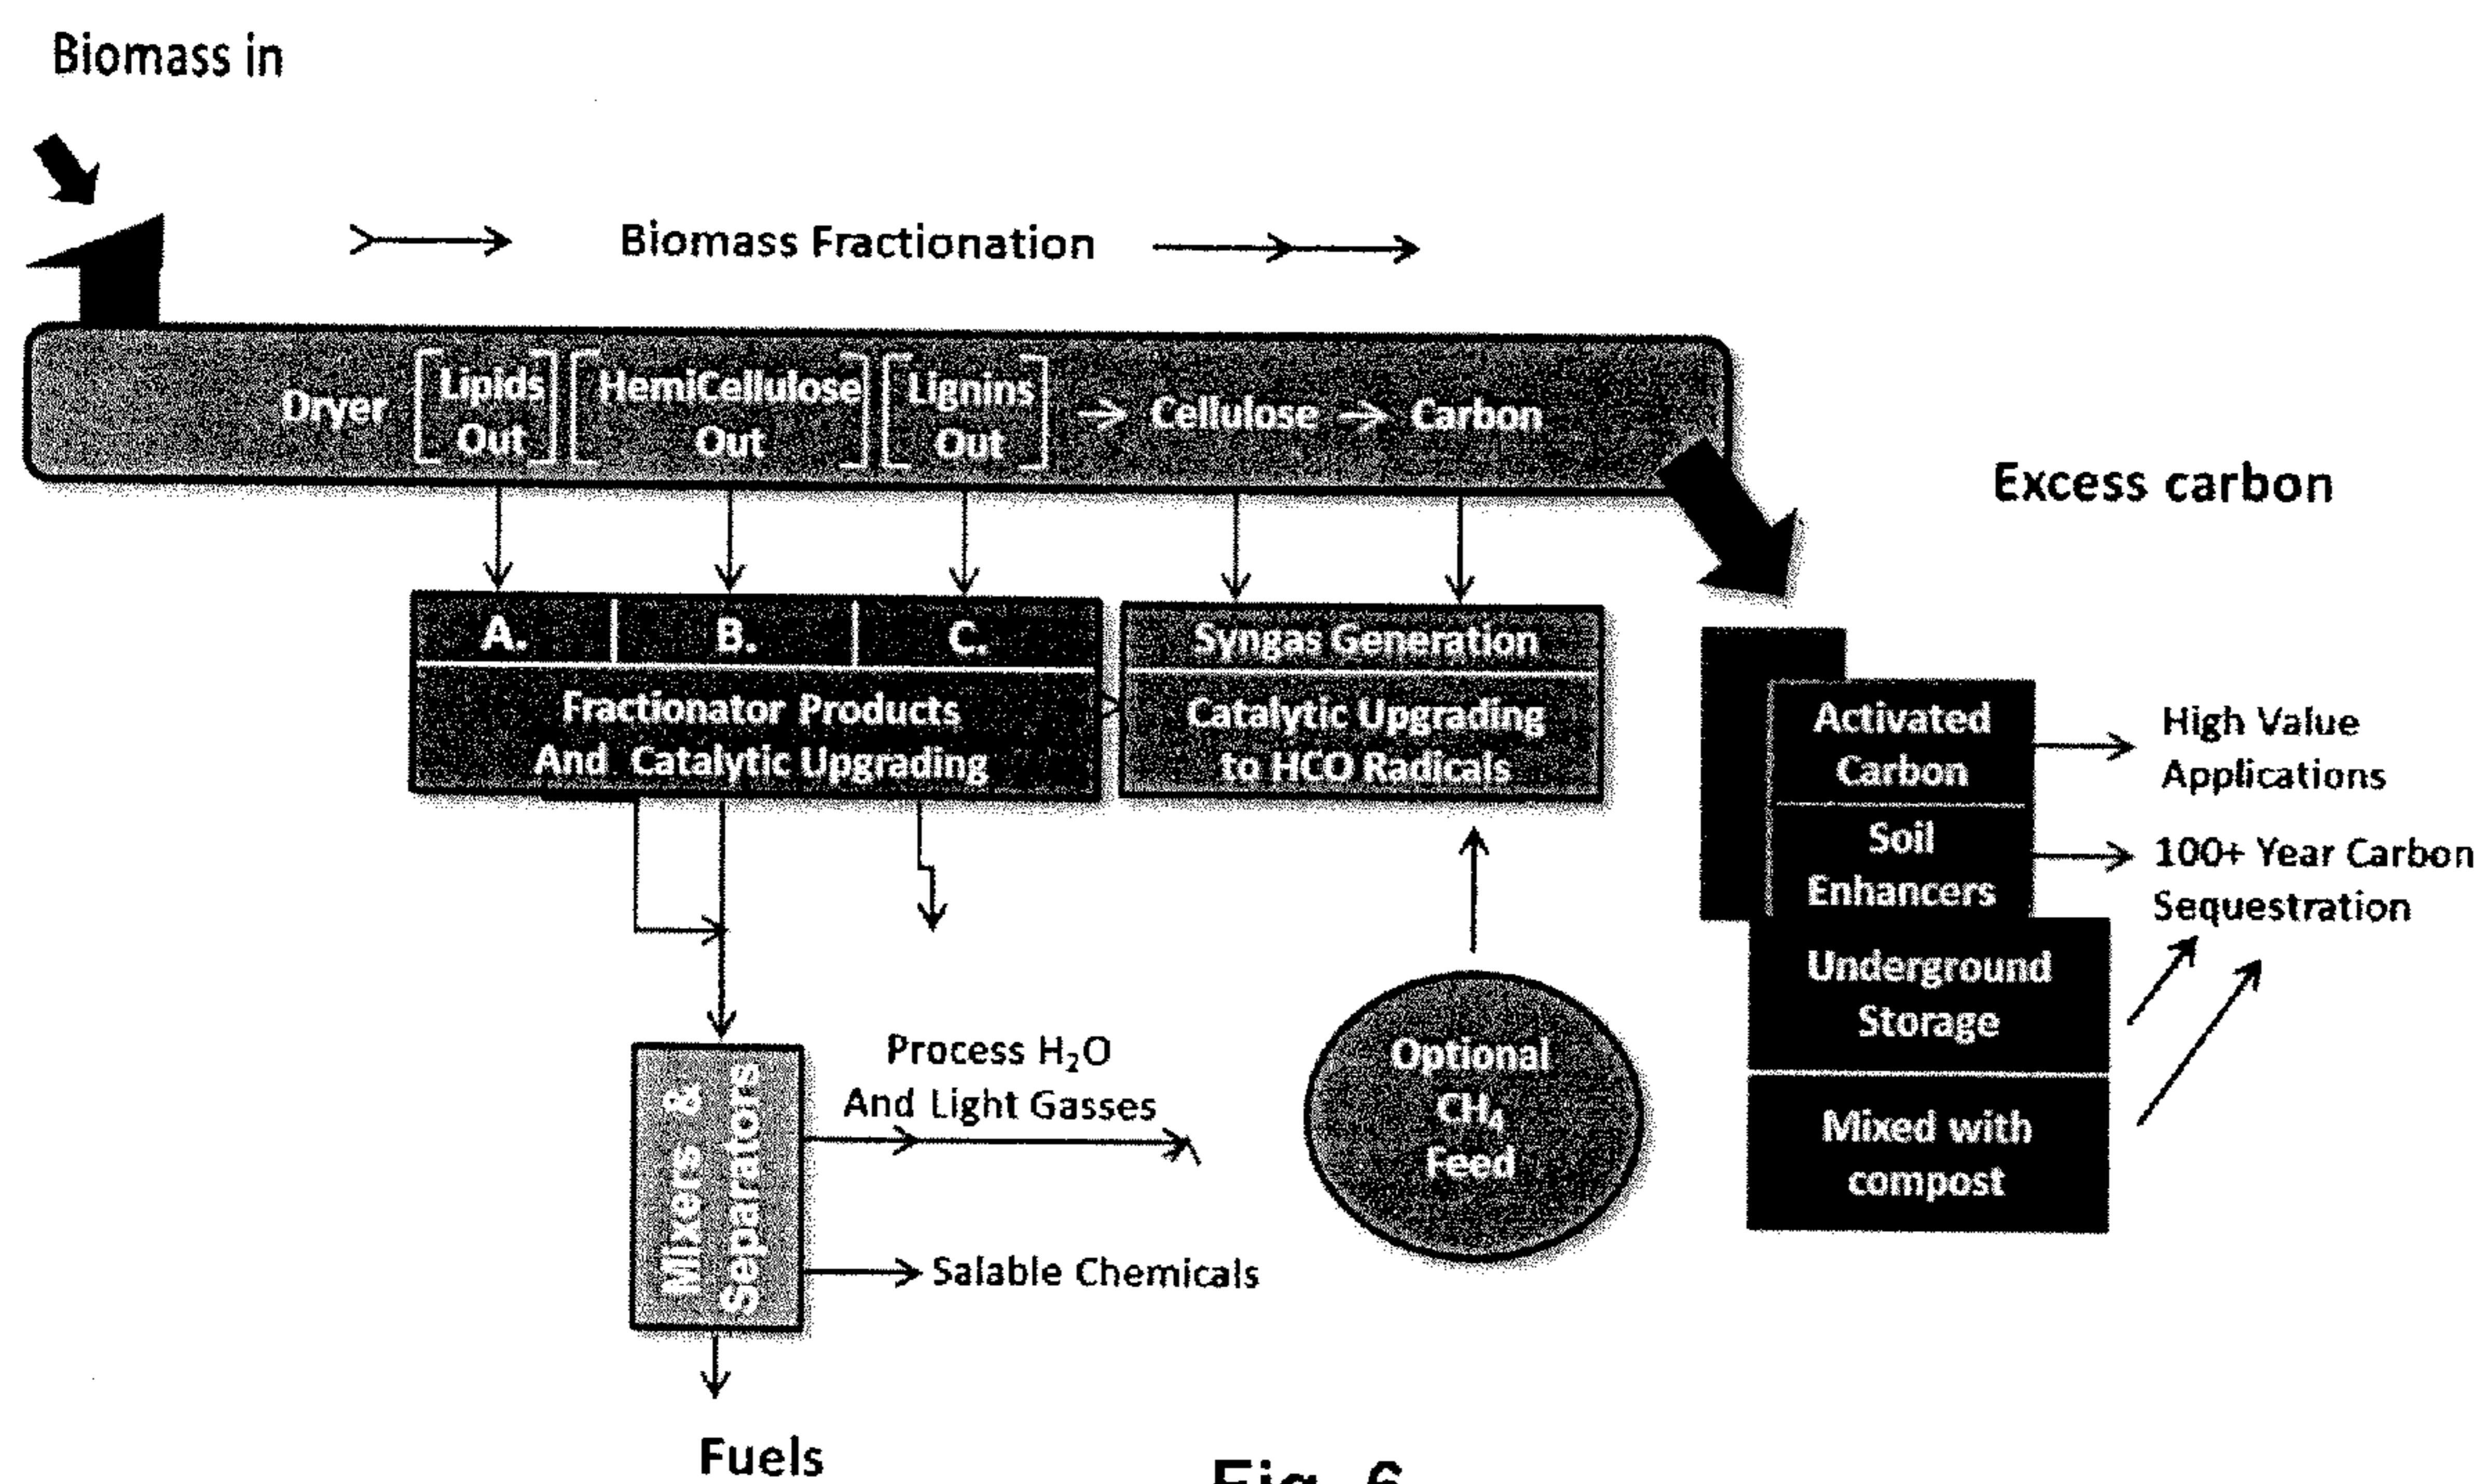 Biomass in
Biomass Fractionation
Dryer
Lipids
Out
HemiCellulose
Out
Lignins
Out
Cellulose
Carbon
Excess carbon
A.
B.
C.
Fractionator Products
And Catalytic Upgrading
Syngas Generation
Catalytic Upgrading
to HCO Radicals
Activated
Carbon
High Value
Applications
Soil
Enhancers
100+ Year Carbon
Sequestration
Underground
Storage
Mixed with
compost
Optional
CH₄
Feed
Process H₂O
And Light Gasses
Mixers &
Separators
Salable Chemicals
Fuels
Fig. 6